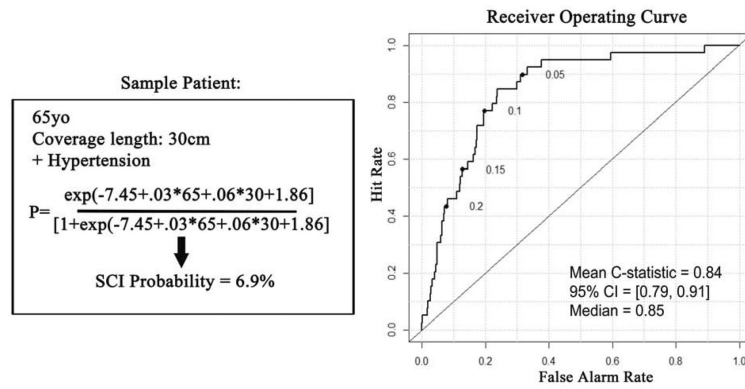 Sample Patient:
65yo
Coverage length: 30cm
+ Hypertension
P=
exp(-7.45+.03*65+.06*30+1.86]
[1+exp(-7.45+.03*65+.06*30+1.86]
SCI Probability = 6.9%
Receiver Operating Curve
Hit Rate
1.0
0.8
0.6
0.4
0.2
0.0
0.05
0.1
0.15
0.2
Mean C-statistic = 0.84
95% CI = [0.79, 0.91]
Median = 0.85
0.0 0.2 0.4 0.6 0.8 1.0
False Alarm Rate